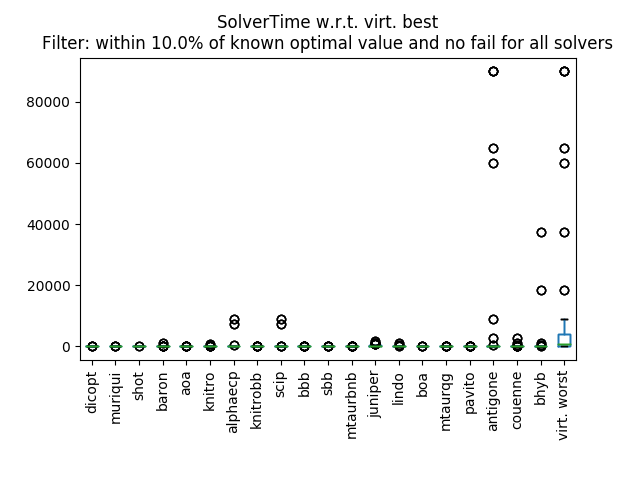 SolverTime w.r.t. virt. best
Filter: within 10.0% of known optimal value and no fail for all solvers
80000
60000
40000
20000
0
dicopt
muriqui
shot
baron
aoa
knitro
alphaecp
knitrobb
scip
bbb
sbb
mtaurbnb
juniper
lindo
boa
mtaurqg
pavito
antigone
couenne
bhyb
virt. worst